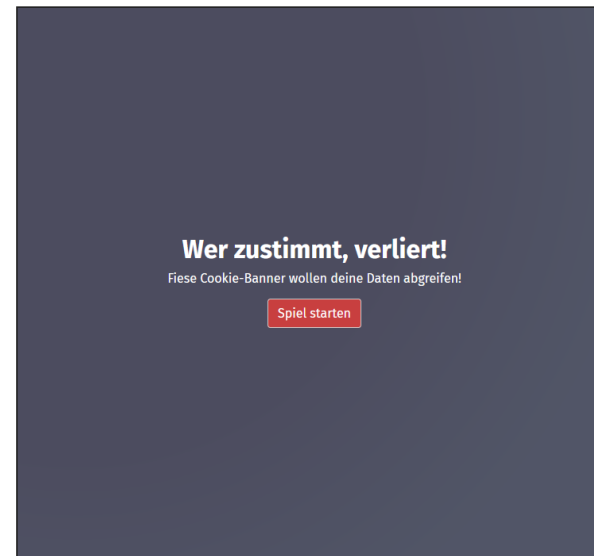 Wer zustimmt, verliert!
Fiese Cookie-Banner wollen deine Daten abgreifen!
Spiel starten